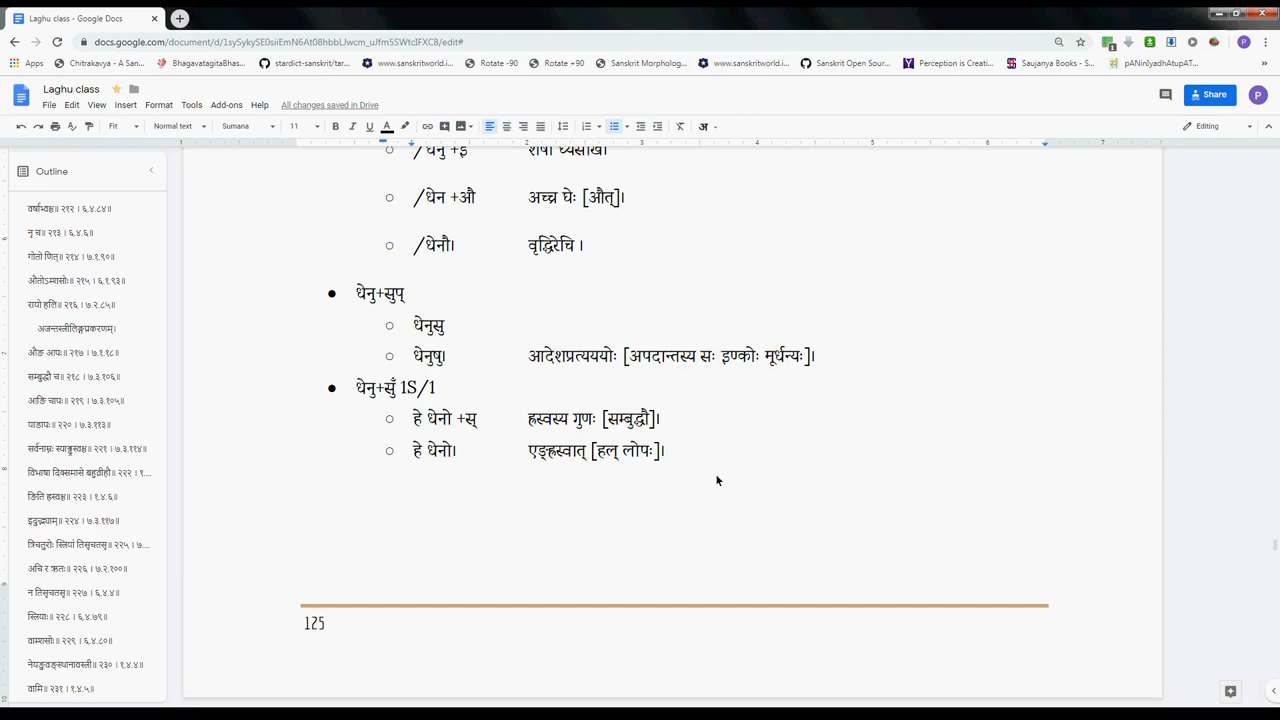 Laghu class - Google Docs
docs.google.com/document/d/1sySykySE0siiEmN6At08hbbLJwcm_uJfm5SWtcIFXC8/edit#
Apps Chitrakavya - A San... BhagavatagitaBhas... stardict-sanskrit/tar... www.sanskritworld.i... Rotate -90 Rotate +90 Sanskrit Morpholog... www.sanskritworld.i... Sanskrit Open Sour... Perception is Creati... Saujanya Books - S... pANinIyadhAtupAT...
Laghu class
File Edit View Insert Format Tools Add-ons Help All changes saved in Drive
Share
Fit Normal text Sumana 11 Editing
Outline
वर्षाभ्वश्च॥ २१२ । ६.४.८४॥
नृ च॥ २१३ । ६.४.६॥
गोतो णित्॥ २१४ । ७.१.९०॥
औतोऽम्शसोः॥ २१५ । ६.१.९३॥
रायो हलि॥ २१६ । ७.२.८५॥
अजन्तस्त्रीलिङ्गप्रकरणम्।
औङ आपः॥ २१७ । ७.१.१८॥
सम्बुद्धौ च॥ २१८ । ७.३.१०६॥
आङि चापः॥ २१९ । ७.३.१०५॥
याडापः॥ २२० । ७.३.११३॥
सर्वनाम्नः स्याड्ढ्रस्वश्च॥ २२१ । ७.३.११४॥
विभाषा दिक्समासे बहुव्रीहौ॥ २२२ । १....
ङिति ह्रस्वश्च॥ २२३ । १.४.६॥
इदुद्भ्याम्॥ २२४ । ७.३.११७॥
त्रिचतुरोः स्त्रियां तिसृचतसृ॥ २२५ । ७....
अचि र ऋतः॥ २२६ । ७.२.१००॥
न तिसृचतसृ॥ २२७ । ६.४.४॥
स्त्रियाः॥ २२८ । ६.४.७९॥
वाम्शसोः॥ २२९ । ६.४.८०॥
नेयङुवङ्स्थानावस्त्री॥ २३० । १.४.४॥
वामि॥ २३१ । १.४.५॥
/धेनु +इ शेषो घ्यसखि।
/धेन +औ अच्च घेः [औत्]।
/धेनौ। वृद्धिरेचि ।
धेनु+सुप्
धेनुसु
धेनुषु। आदेशप्रत्यययोः [अपदान्तस्य सः इण्कोः मूर्धन्यः]।
धेनु+सुँ 1S/1
हे धेनो +स् ह्रस्वस्य गुणः [सम्बुद्धौ]।
हे धेनो। एङ्ह्रस्वात् [हल् लोपः]।
125